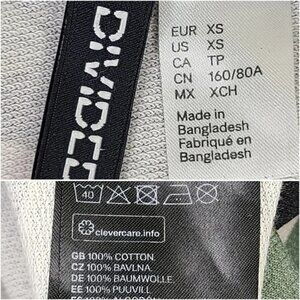 DIVIDED
EUR XS
US XS
CA TP
CN 160/80A
MX XCH
Made in
Bangladesh
Fabriqué en
Bangladesh
40
clevercare.info
GB 100% COTTON
CZ 100% BAVLNA
DE 100% BAUMWOLLE
EE 100% PUUVILL